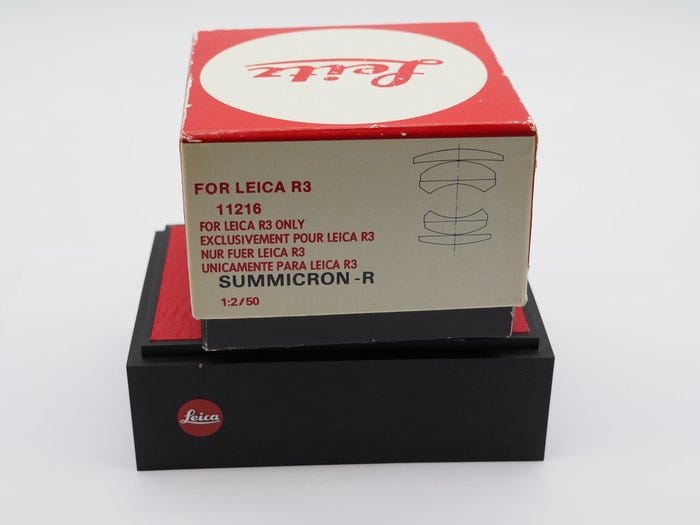 Leitz
FOR LEICA R3
11216
FOR LEICA R3 ONLY
EXCLUSIVEMENT POUR LEICA R3
NUR FUER LEICA R3
UNICAMENTE PARA LEICA R3
SUMMICRON -R
1:2/50
Leica